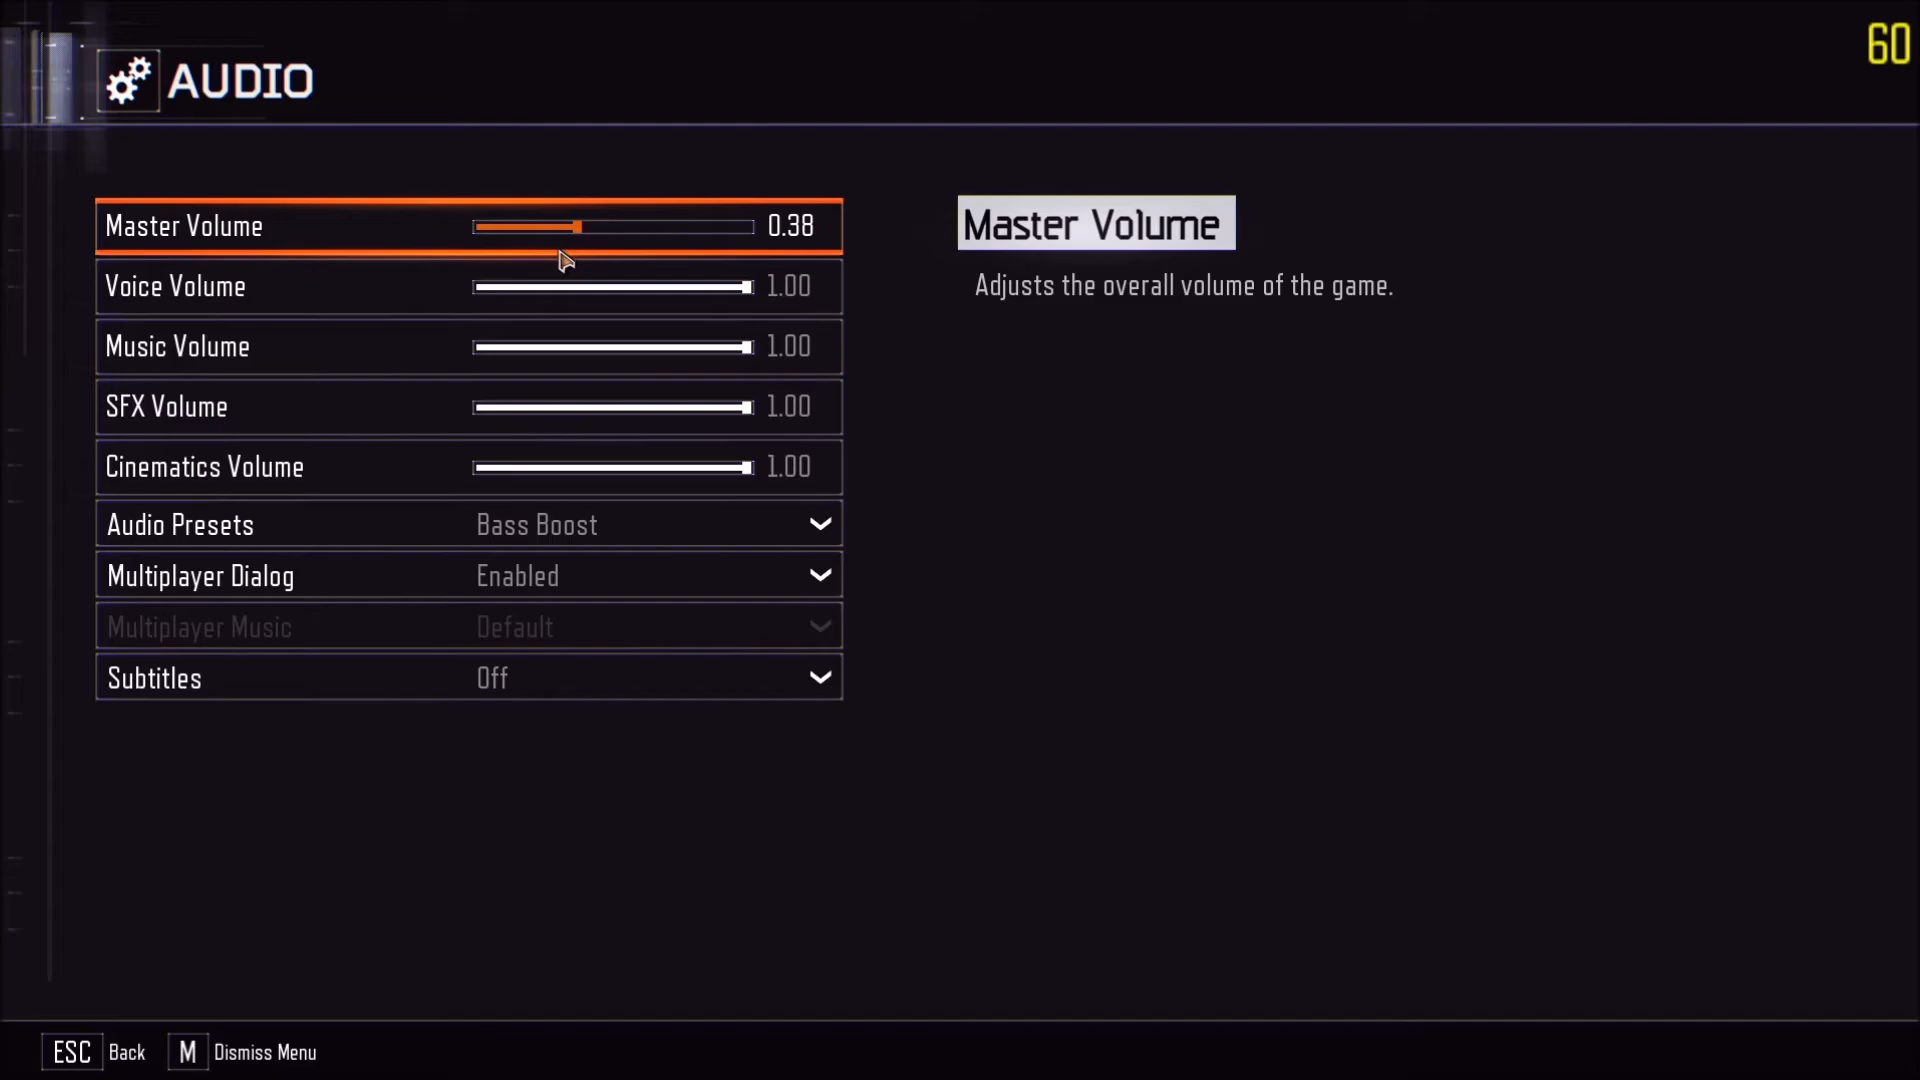 60
AUDIO
Master Volume 0.38
Voice Volume 1.00
Music Volume 1.00
SFX Volume 1.00
Cinematics Volume 1.00
Audio Presets Bass Boost
Multiplayer Dialog Enabled
Multiplayer Music Default
Subtitles Off
Master Volume
Adjusts the overall volume of the game.
ESC Back M Dismiss Menu